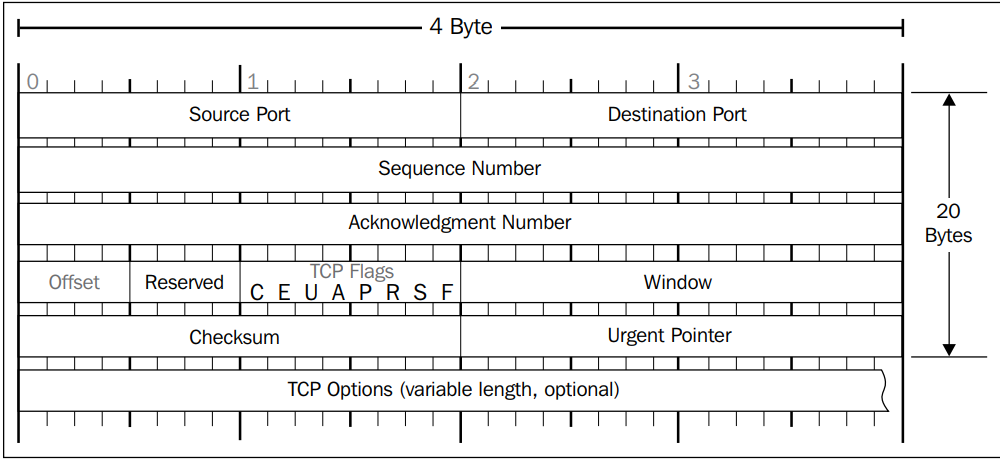 4 Byte
0 1 2 3
Source Port Destination Port
Sequence Number
Acknowledgment Number
20
Bytes
Offset Reserved TCP Flags Window
C E U A P R S F
Checksum Urgent Pointer
TCP Options (variable length, optional)